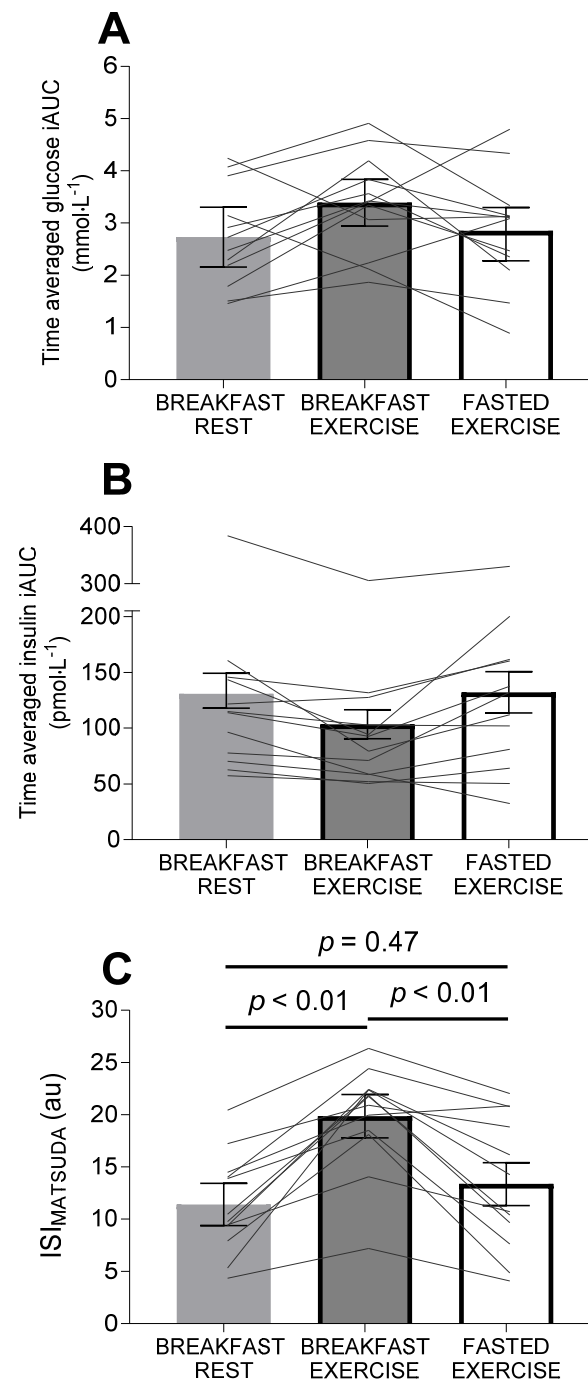 A
Time averaged glucose iAUC
(mmol·L⁻¹)
6
5
4
3
2
1
0
BREAKFAST REST
BREAKFAST EXERCISE
FASTED EXERCISE
B
Time averaged insulin iAUC
(pmol·L⁻¹)
400
300
200
150
100
50
0
BREAKFAST REST
BREAKFAST EXERCISE
FASTED EXERCISE
C
p = 0.47
p < 0.01
p < 0.01
ISI MATSUDA (au)
30
25
20
15
10
5
0
BREAKFAST REST
BREAKFAST EXERCISE
FASTED EXERCISE